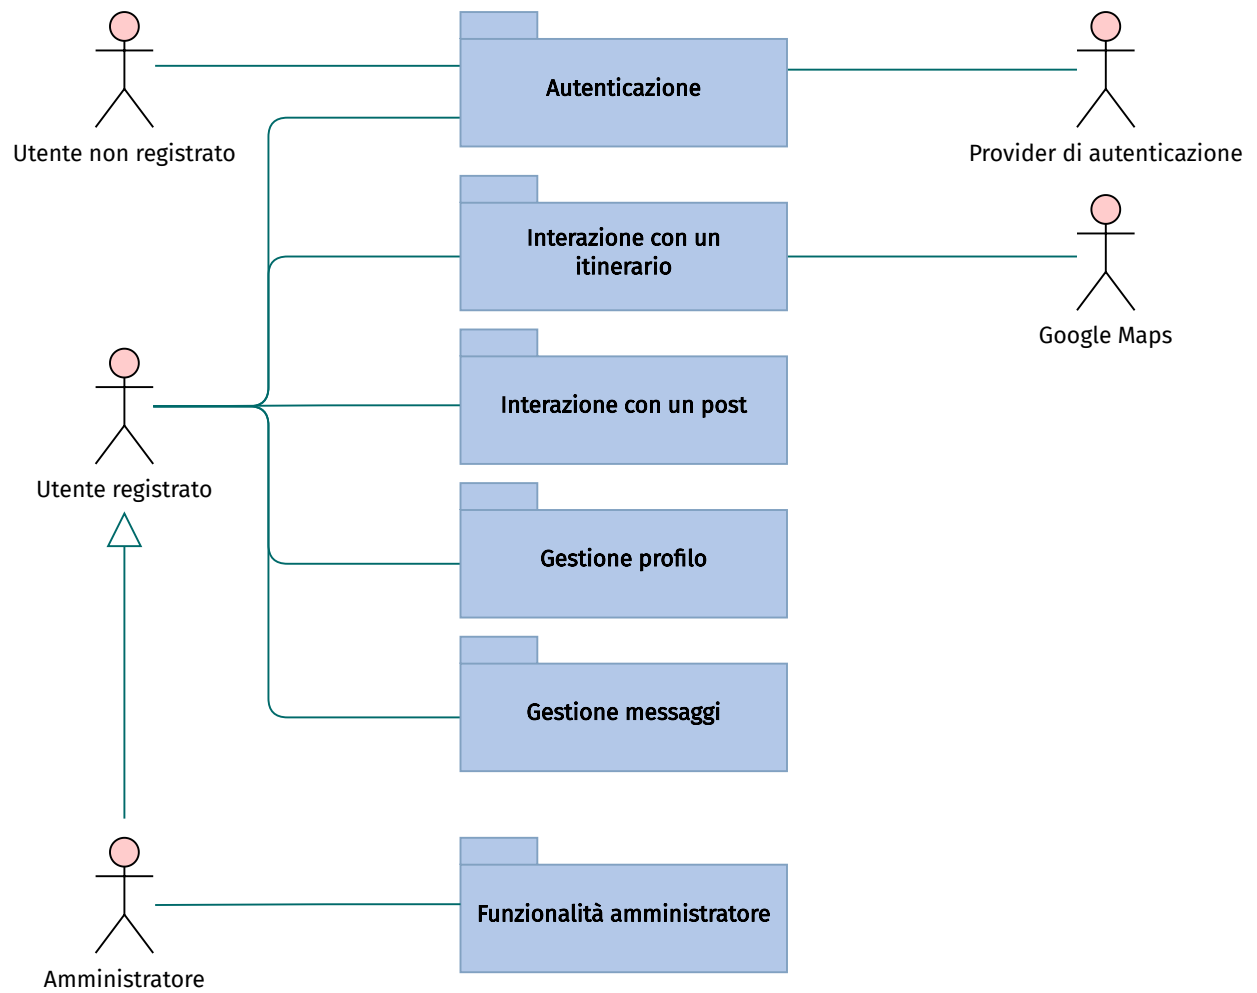 Autenticazione
Utente non registrato
Provider di autenticazione
Interazione con un
itinerario
Google Maps
Interazione con un post
Utente registrato
Gestione profilo
Gestione messaggi
Funzionalità amministratore
Amministratore